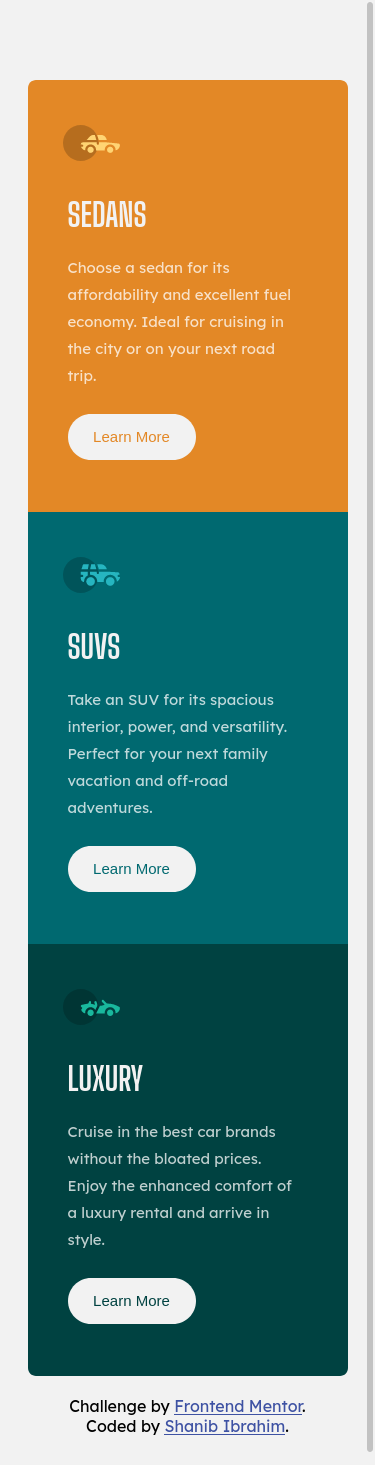 SEDANS
Choose a sedan for its
affordability and excellent fuel
economy. Ideal for cruising in
the city or on your next road
trip.
Learn More
SUVS
Take an SUV for its spacious
interior, power, and versatility.
Perfect for your next family
vacation and off-road
adventures.
Learn More
LUXURY
Cruise in the best car brands
without the bloated prices.
Enjoy the enhanced comfort of
a luxury rental and arrive in
style.
Learn More
Challenge by Frontend Mentor.
Coded by Shanib Ibrahim.